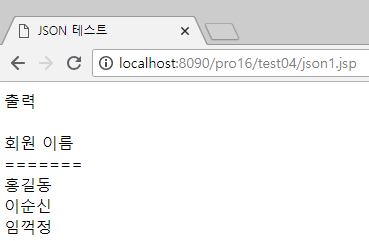 JSON 테스트
localhost:8090/pro16/test04/json1.jsp
출력
회원 이름
=======
홍길동
이순신
임꺽정